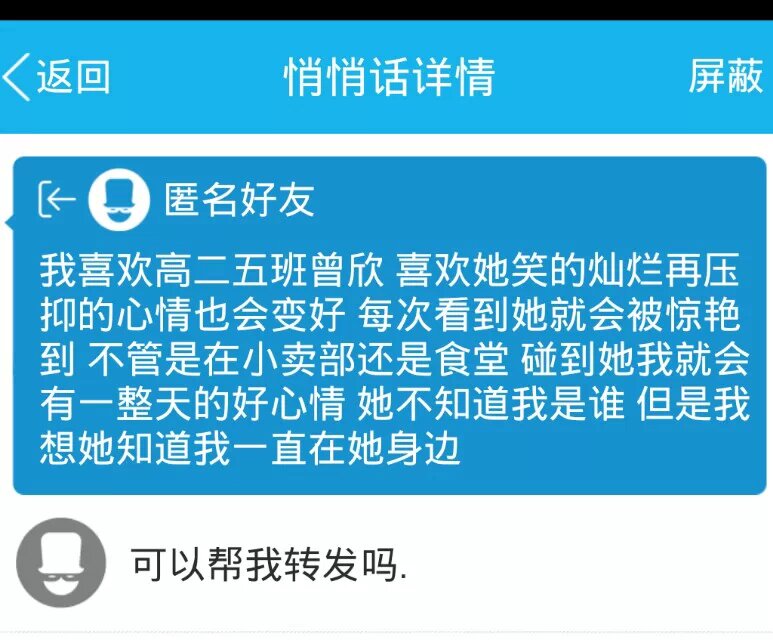 返回 悄悄话详情 屏蔽
匿名好友
我喜欢高二五班曾欣 喜欢她笑的灿烂再压
抑的心情也会变好 每次看到她就会被惊艳
到 不管是在小卖部还是食堂 碰到她我就会
有一整天的好心情 她不知道我是谁 但是我
想她知道我一直在她身边
可以帮我转发吗.